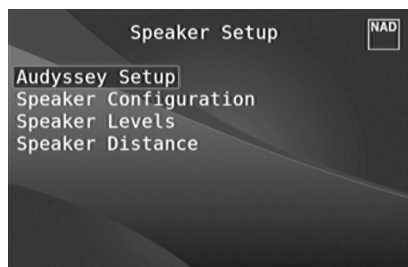 Speaker Setup
NAD
Audyssey Setup
Speaker Configuration
Speaker Levels
Speaker Distance